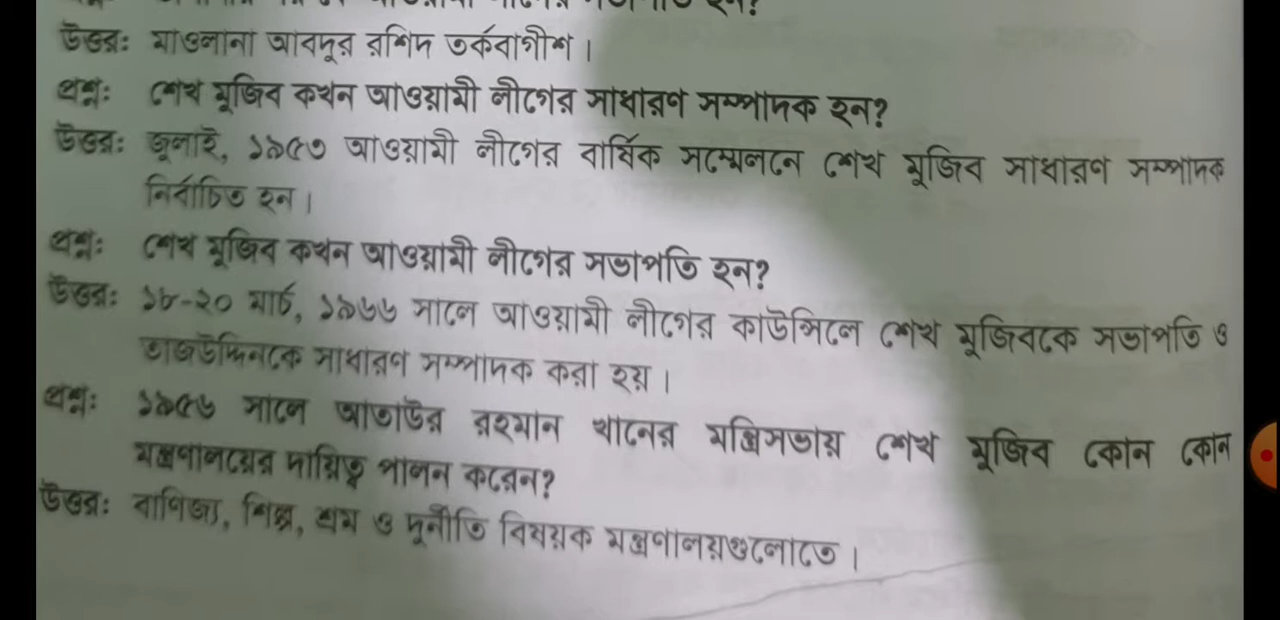 উত্তর: মাওলানা আবদুর রশিদ তর্কবাগীশ।
প্রশ্ন: শেখ মুজিব কখন আওয়ামী লীগের সাধারণ সম্পাদক হন?
উত্তর: জুলাই, ১৯৫৩ আওয়ামী লীগের বার্ষিক সম্মেলনে শেখ মুজিব সাধারণ সম্পাদক
নির্বাচিত হন।
প্রশ্ন: শেখ মুজিব কখন আওয়ামী লীগের সভাপতি হন?
উত্তর: ১৮-২০ মার্চ, ১৯৬৬ সালে আওয়ামী লীগের কাউন্সিলে শেখ মুজিবকে সভাপতি ও
তাজউদ্দিনকে সাধারণ সম্পাদক করা হয়।
প্রশ্ন: ১৯৫৬ সালে আতাউর রহমান খানের মন্ত্রিসভায় শেখ মুজিব কোন কোন
মন্ত্রণালয়ের দায়িত্ব পালন করেন?
উত্তর: বাণিজ্য, শিল্প, শ্রম ও দুর্নীতি বিষয়ক মন্ত্রণালয়গুলোতে।